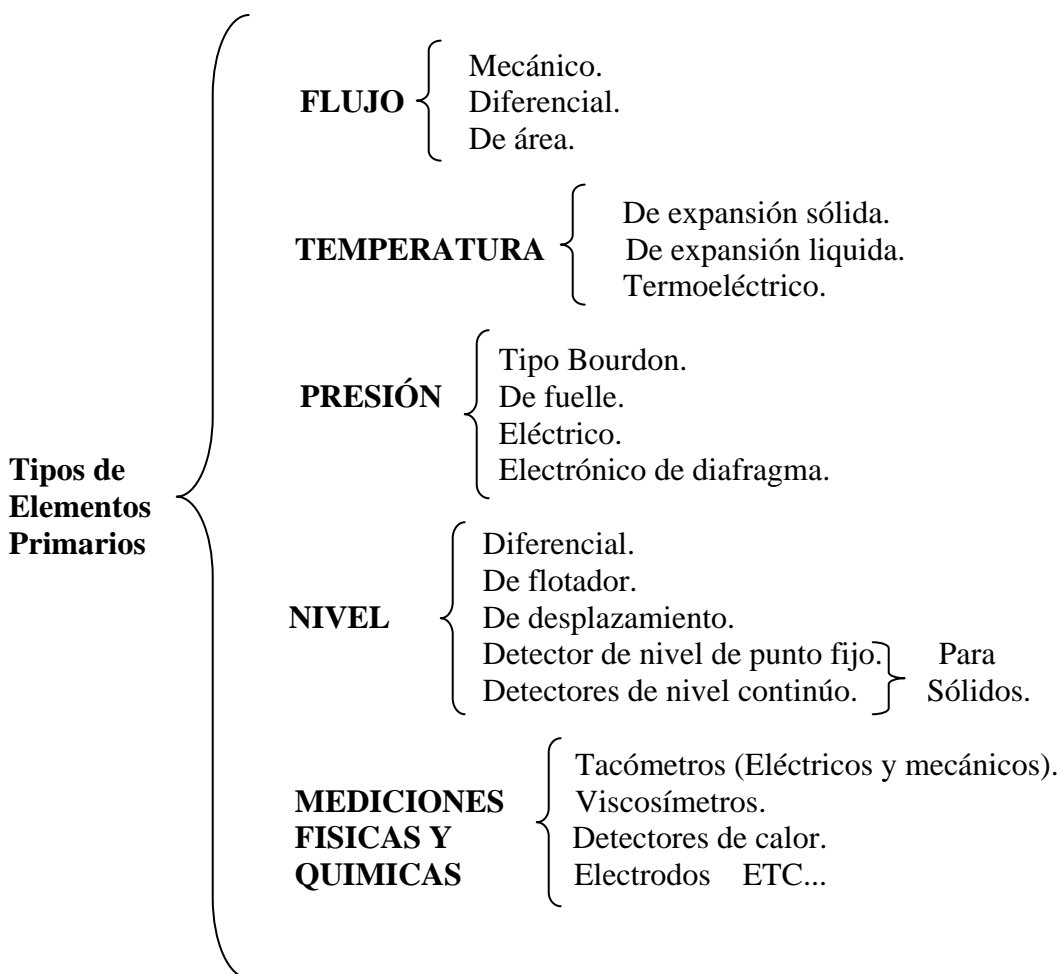 Tipos de
Elementos
Primarios
FLUJO
Mecánico.
Diferencial.
De área.
TEMPERATURA
De expansión sólida.
De expansión liquida.
Termoeléctrico.
PRESIÓN
Tipo Bourdon.
De fuelle.
Eléctrico.
Electrónico de diafragma.
NIVEL
Diferencial.
De flotador.
De desplazamiento.
Detector de nivel de punto fijo.
Detectores de nivel continúo.
Para
Sólidos.
MEDICIONES
FISICAS Y
QUIMICAS
Tacómetros (Eléctricos y mecánicos).
Viscosímetros.
Detectores de calor.
Electrodos ETC...